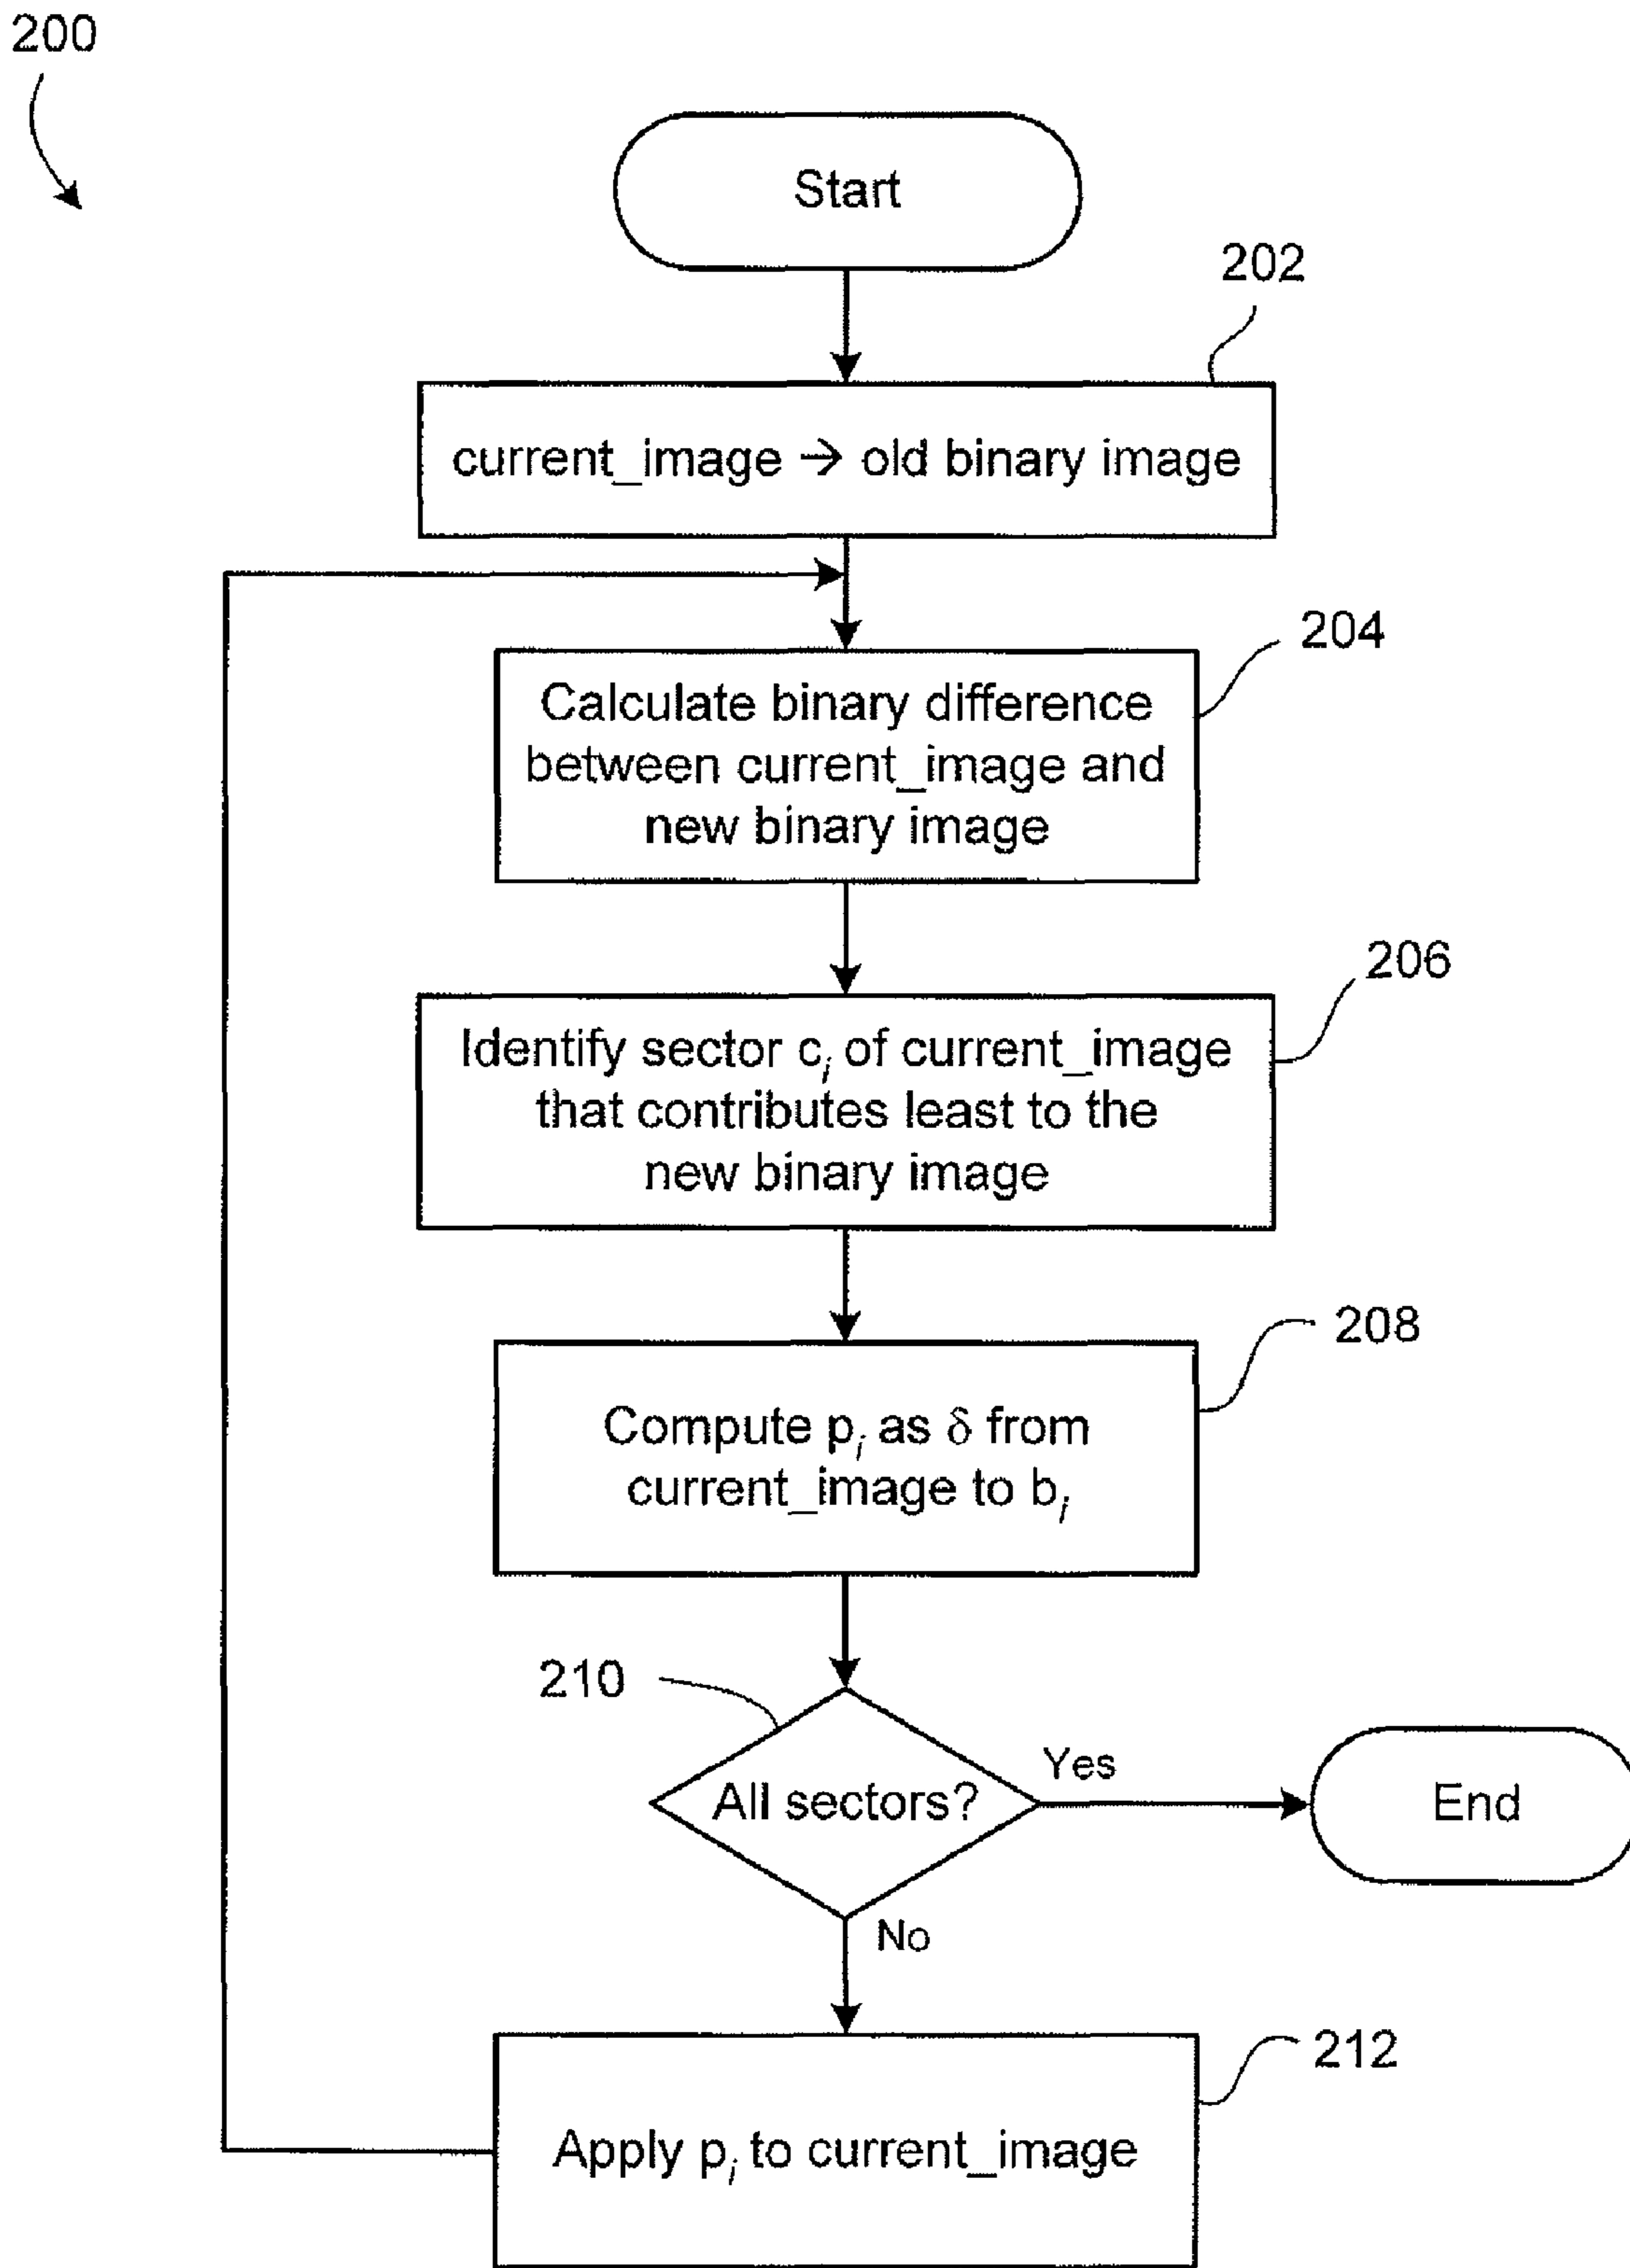 200
Start
202
current_image → old binary image
204
Calculate binary difference
between current_image and
new binary image
206
Identify sector ci of current_image
that contributes least to the
new binary image
208
Compute pi as δ from
current_image to bi
210
All sectors?
Yes
End
No
212
Apply pi to current_image